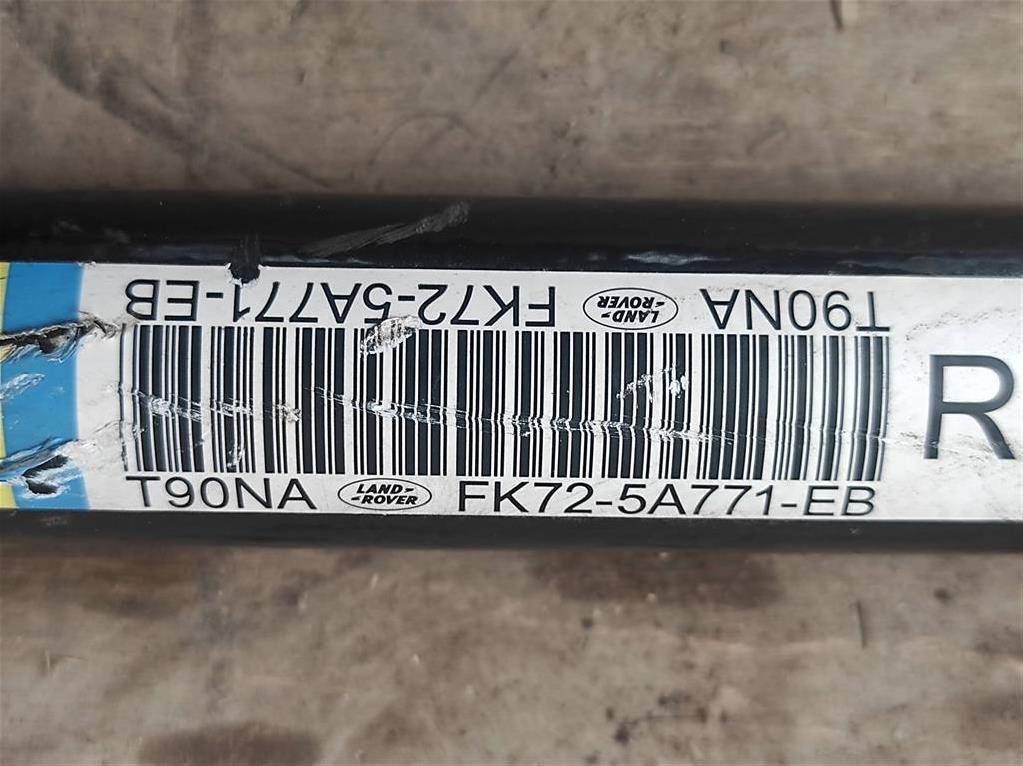 FK72-5A771-EB LAND-ROVER T90NA
R
T90NA LAND-ROVER FK72-5A771-EB